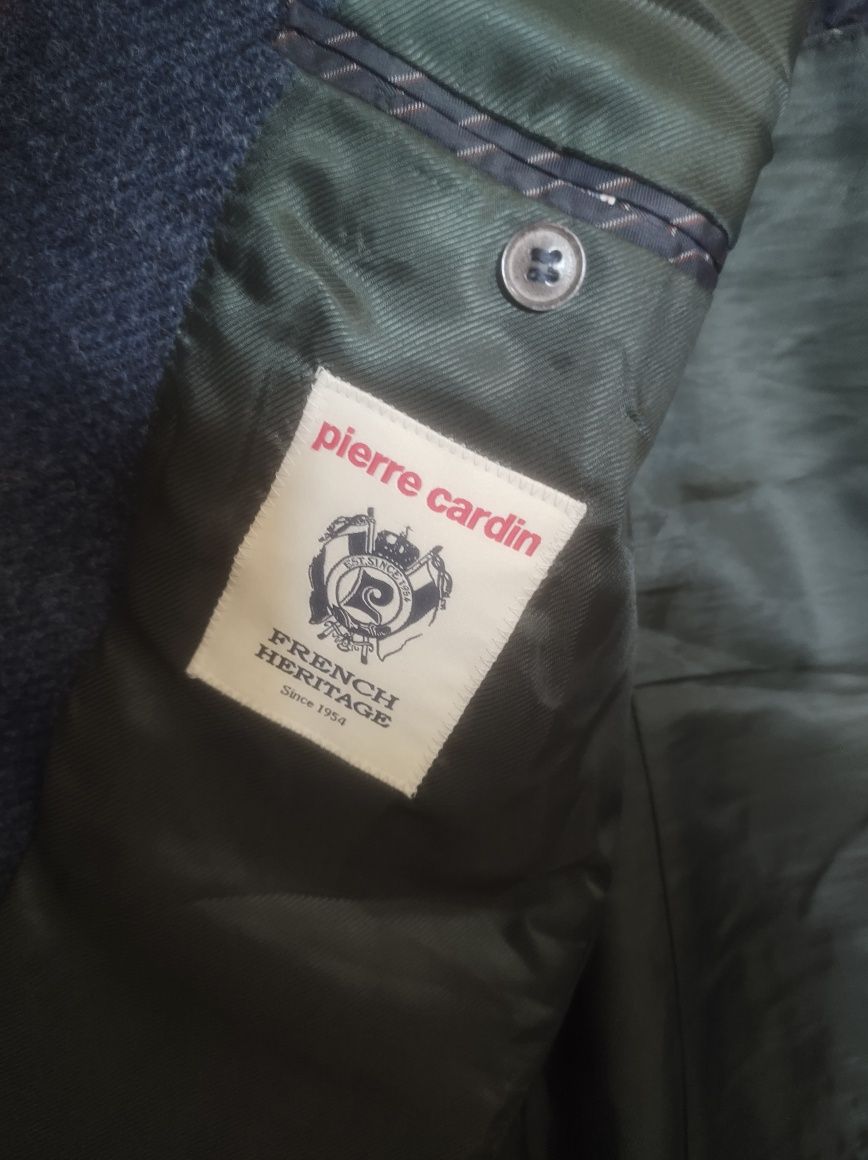 pierre cardin
EST. SINCE 1954
P
FRENCH
HERITAGE
Since 1954